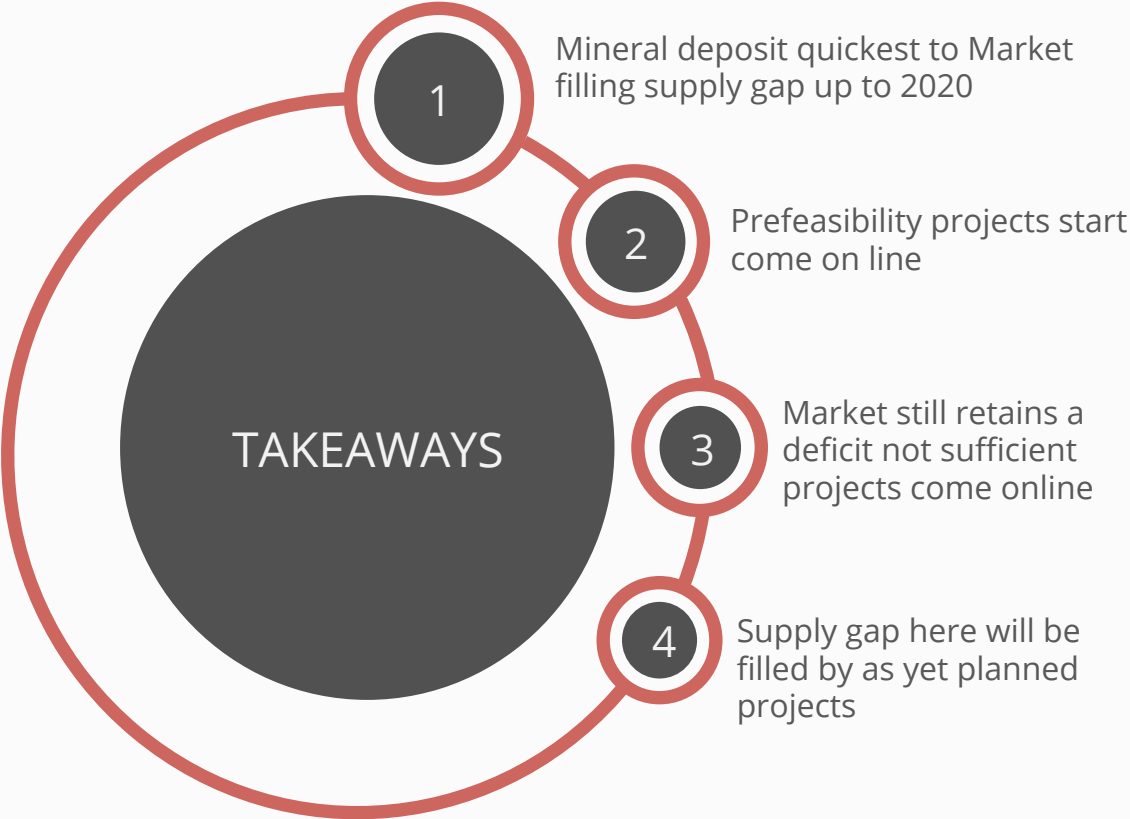 1
Mineral deposit quickest to Market
filling supply gap up to 2020
2
Prefeasibility projects start
come on line
TAKEAWAYS
3
Market still retains a
deficit not sufficient
projects come online
4
Supply gap here will be
filled by as yet planned
projects